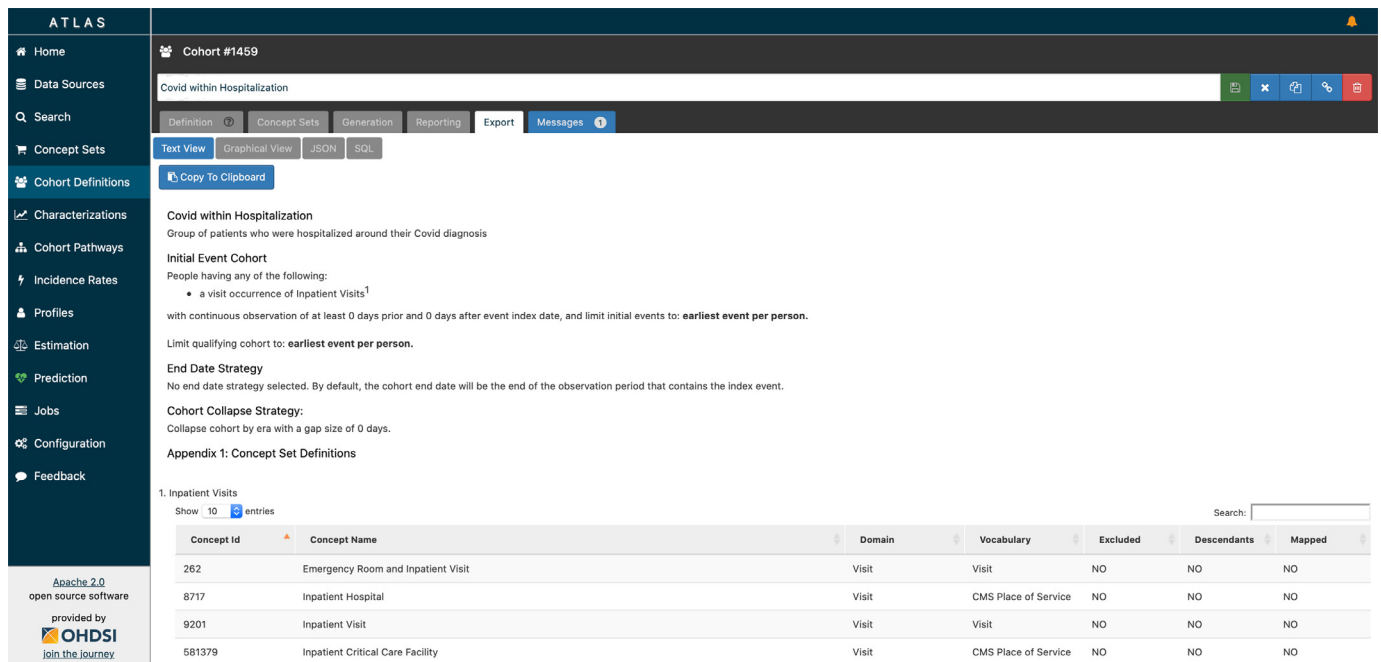 ATLAS
Home
Data Sources
Search
Concept Sets
Cohort Definitions
Characterizations
Cohort Pathways
Incidence Rates
Profiles
Estimation
Prediction
Jobs
Configuration
Feedback
Apache 2.0
open source software
provided by
OHDSI
join the journey
Cohort #1459
Covid within Hospitalization
Definition Concept Sets Generation Reporting Export Messages 1
Text View Graphical View JSON SQL
Copy To Clipboard
Covid within Hospitalization
Group of patients who were hospitalized around their Covid diagnosis
Initial Event Cohort
People having any of the following:
• a visit occurrence of Inpatient Visits1
with continuous observation of at least 0 days prior and 0 days after event index date, and limit initial events to: earliest event per person.
Limit qualifying cohort to: earliest event per person.
End Date Strategy
No end date strategy selected. By default, the cohort end date will be the end of the observation period that contains the index event.
Cohort Collapse Strategy:
Collapse cohort by era with a gap size of 0 days.
Appendix 1: Concept Set Definitions
1. Inpatient Visits
Show 10 entries Search:
Concept Id Concept Name Domain Vocabulary Excluded Descendants Mapped
262 Emergency Room and Inpatient Visit Visit Visit NO NO NO
8717 Inpatient Hospital Visit CMS Place of Service NO NO NO
9201 Inpatient Visit Visit Visit NO NO NO
581379 Inpatient Critical Care Facility Visit CMS Place of Service NO NO NO